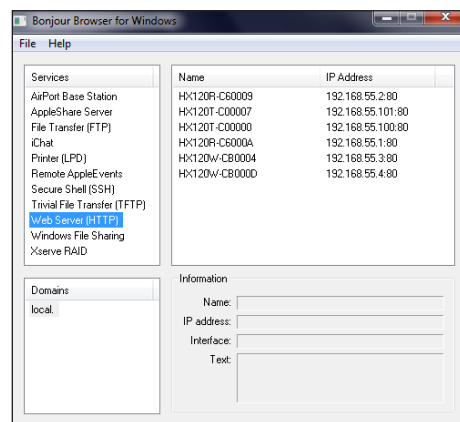 Bonjour Browser for Windows
File Help
Services
AirPort Base Station
AppleShare Server
File Transfer (FTP)
iChat
Printer (LPD)
Remote AppleEvents
Secure Shell (SSH)
Trivial File Transfer (TFTP)
Web Server (HTTP)
Windows File Sharing
Xserve RAID
Name IP Address
HX120R-C60009 192.168.55.2:80
HX120T-C00007 192.168.55.101:80
HX120T-C00000 192.168.55.100:80
HX120R-C6000A 192.168.55.1:80
HX120W-CB0004 192.168.55.3:80
HX120W-CB000D 192.168.55.4:80
Domains
local.
Information
Name:
IP address:
Interface:
Text: